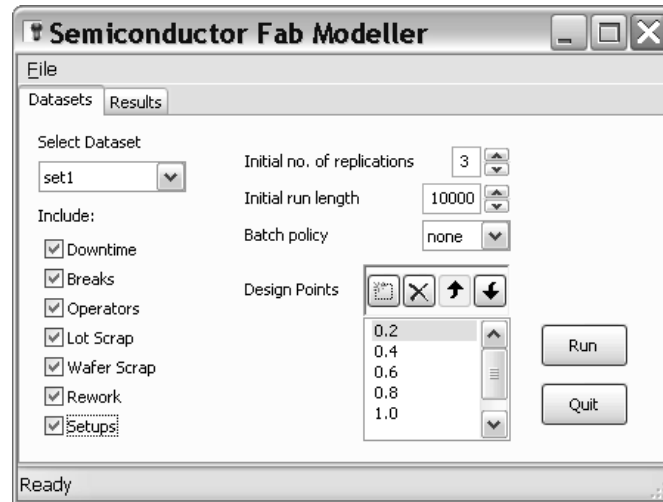 Semiconductor Fab Modeller
File
Datasets Results
Select Dataset
set1
Include:
Downtime
Breaks
Operators
Lot Scrap
Wafer Scrap
Rework
Setups
Initial no. of replications 3
Initial run length 10000
Batch policy none
Design Points
0.2
0.4
0.6
0.8
1.0
Run
Quit
Ready